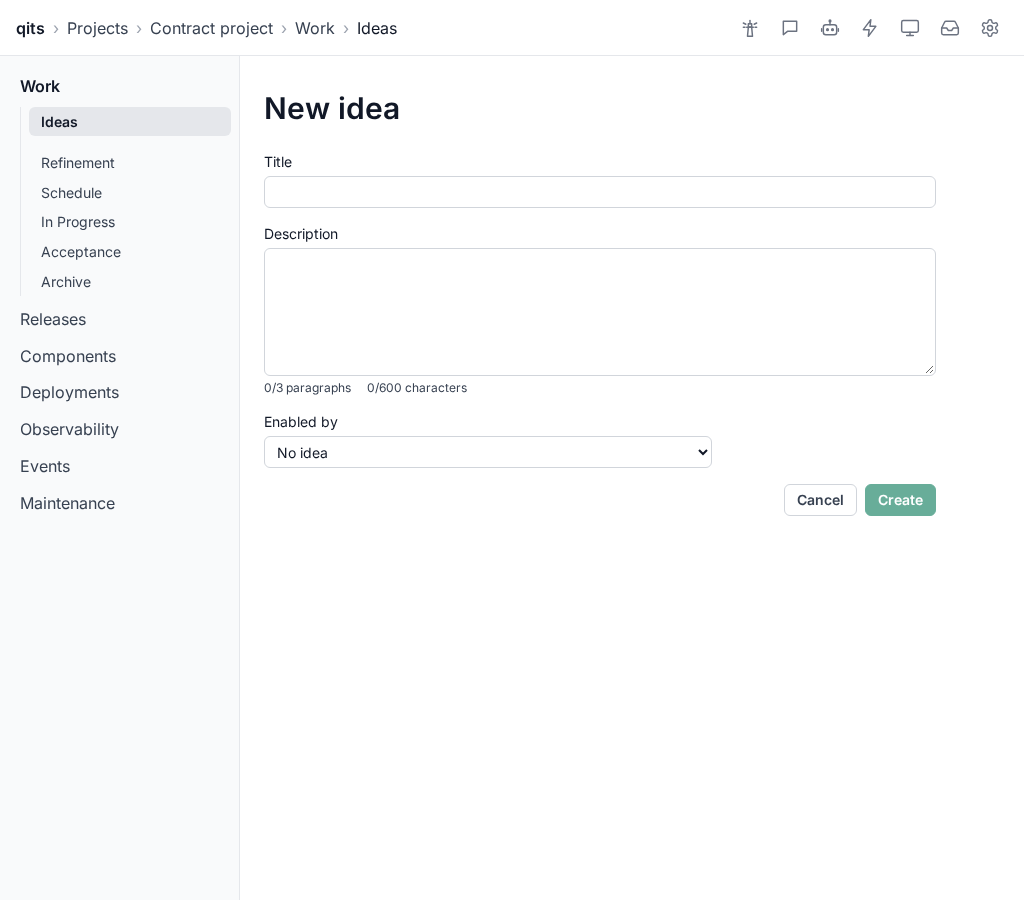 qits › Projects › Contract project › Work › Ideas
Work
Ideas
Refinement
Schedule
In Progress
Acceptance
Archive
Releases
Components
Deployments
Observability
Events
Maintenance
New idea
Title
Description
0/3 paragraphs 0/600 characters
Enabled by
No idea
Cancel Create